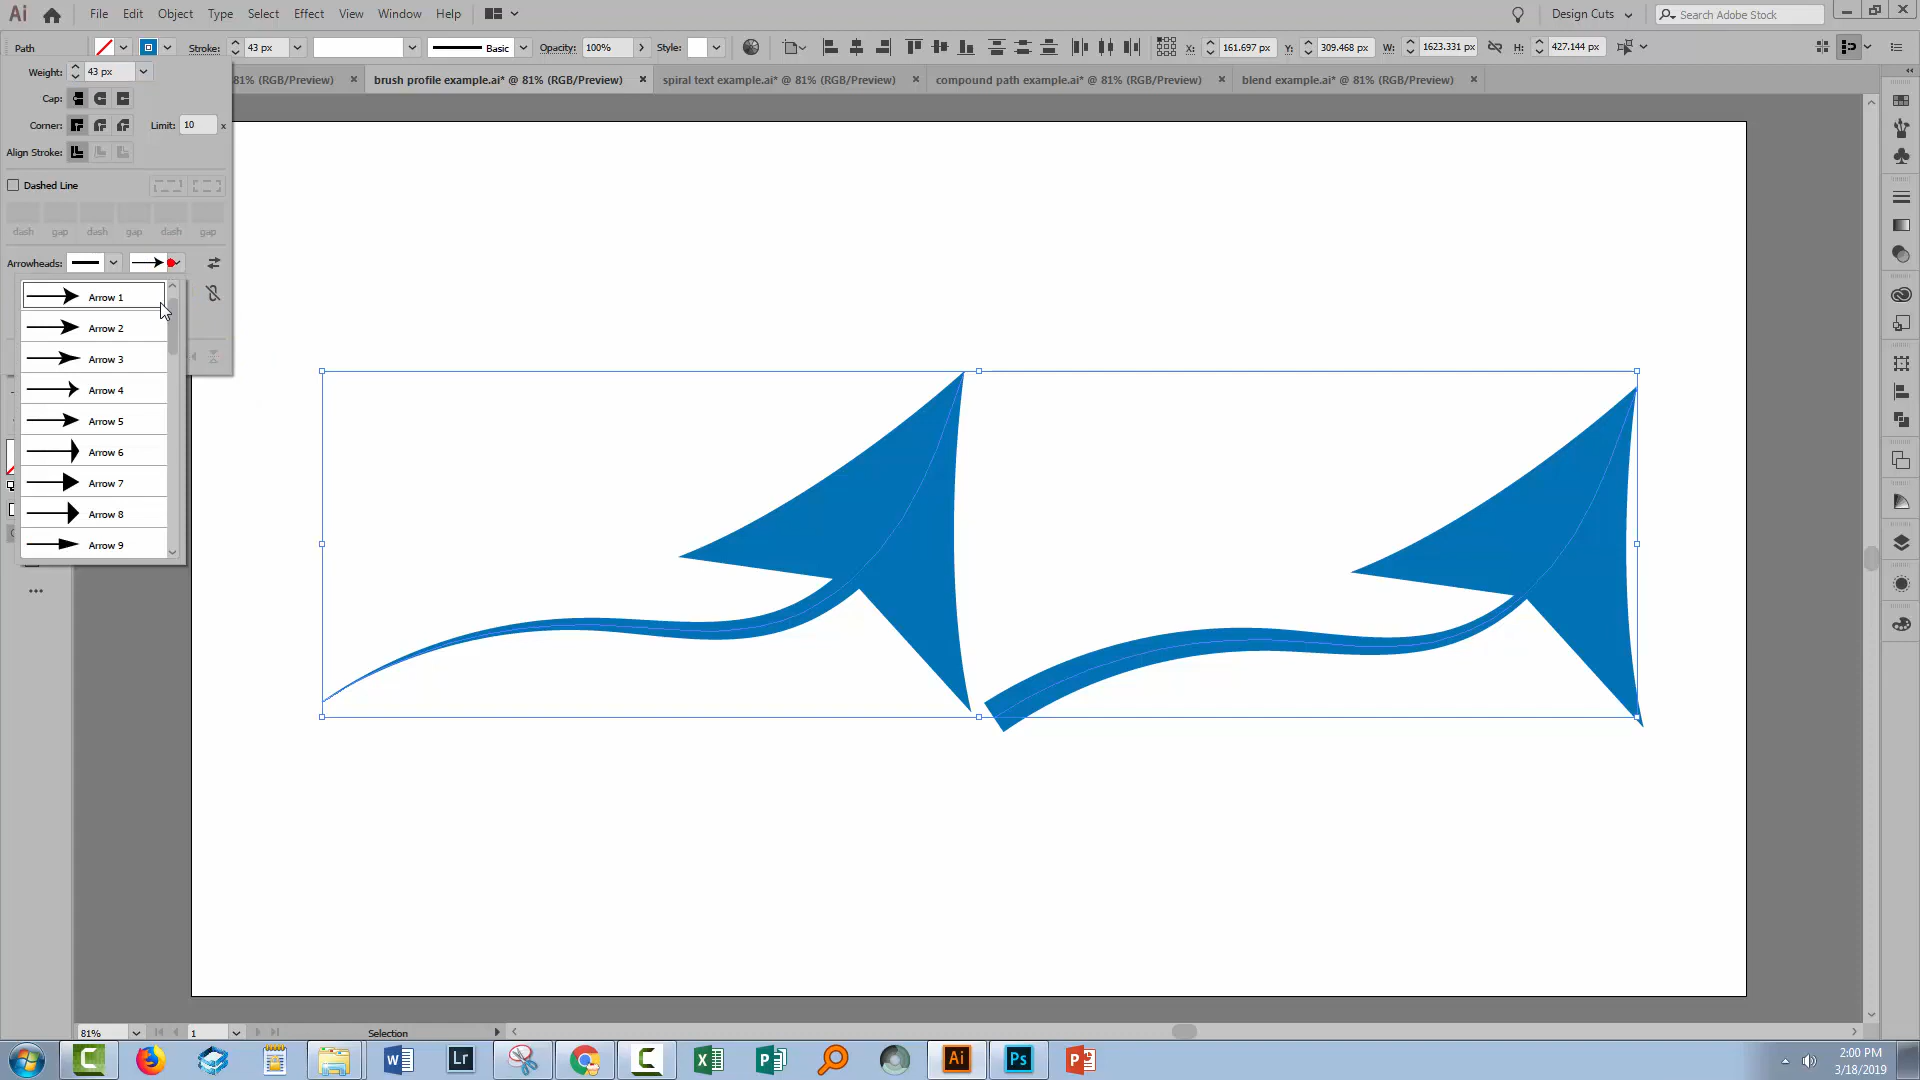 Ai File Edit Object Type Select Effect View Window Help Design Cuts Search Adobe Stock
Path Stroke: 43 px Basic Opacity: 100% Style: X: 161.697 px Y: 309.468 px W: 1623.331 px H: 427.144 px
Weight: 43 px
81% (RGB/Preview) × brush profile example.ai* @ 81% (RGB/Preview) × spiral text example.ai* @ 81% (RGB/Preview) × compound path example.ai* @ 81% (RGB/Preview) × blend example.ai* @ 81% (RGB/Preview) ×
Cap:
Corner: Limit: 10 x
Align Stroke:
Dashed Line
dash gap dash gap dash gap
Arrowheads:
Arrow 1
Arrow 2
Arrow 3
Arrow 4
Arrow 5
Arrow 6
Arrow 7
Arrow 8
Arrow 9
81% 1 Selection
W Lr Ai Ps
2:00 PM
3/18/2019